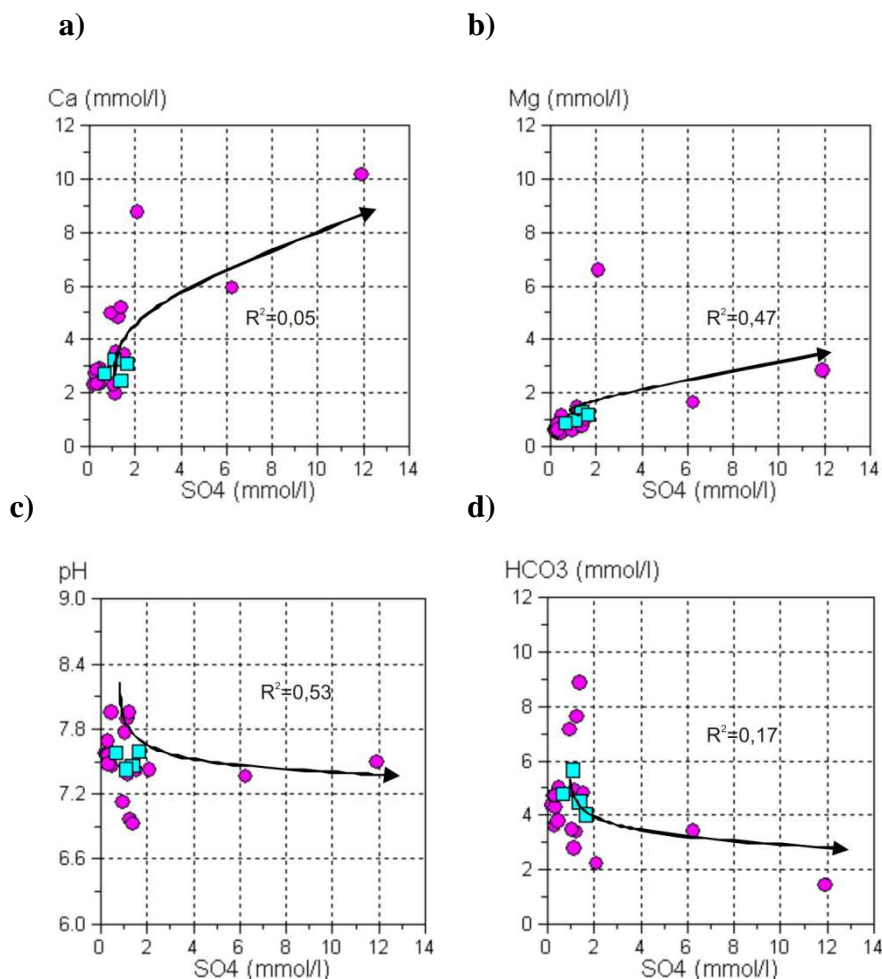 a)
b)
Ca (mmol/l)
12
10
8
6
4
2
0
R²=0,05
0 2 4 6 8 10 12 14
SO4 (mmol/l)
Mg (mmol/l)
12
10
8
6
4
2
0
R²=0,47
0 2 4 6 8 10 12 14
SO4 (mmol/l)
c)
d)
pH
9.0
8.4
7.8
7.2
6.6
6.0
R²=0,53
0 2 4 6 8 10 12 14
SO4 (mmol/l)
HCO3 (mmol/l)
12
10
8
6
4
2
0
R²=0,17
0 2 4 6 8 10 12 14
SO4 (mmol/l)